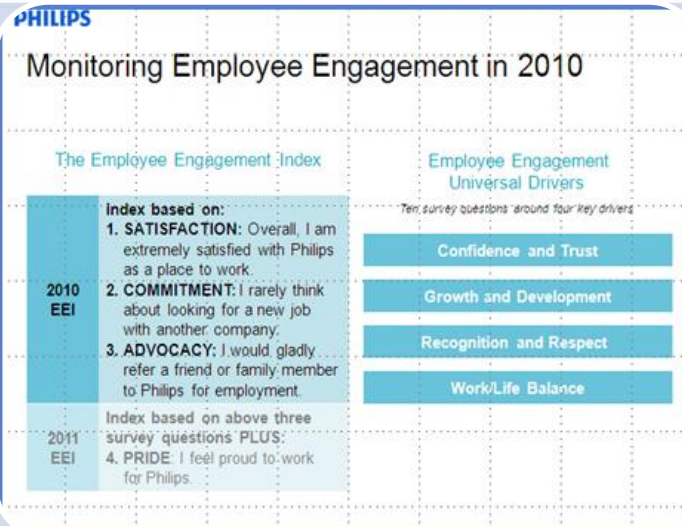 PHILIPS
Monitoring Employee Engagement in 2010
The Employee Engagement Index
2010
EEI
Index based on:
1. SATISFACTION: Overall, I am
extremely satisfied with Philips
as a place to work.
2. COMMITMENT: I rarely think
about looking for a new job
with another company.
3. ADVOCACY: I would gladly
refer a friend or family member
to Philips for employment.
2011
EEI
Index based on above three
survey questions PLUS:
4. PRIDE: I feel proud to work
for Philips.
Employee Engagement
Universal Drivers
Ten survey questions around four key drivers
Confidence and Trust
Growth and Development
Recognition and Respect
Work/Life Balance